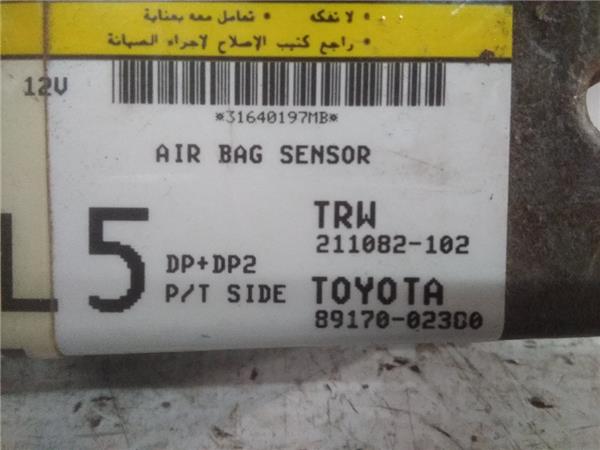 • لا تفكه • تعامل معه بعناية
• راجع كتيب الإصلاح لاجراء الصيانة
12V
*31640197MB*
AIR BAG SENSOR
L 5
DP+DP2
P/T SIDE
TRW
211082-102
TOYOTA
89170-02380